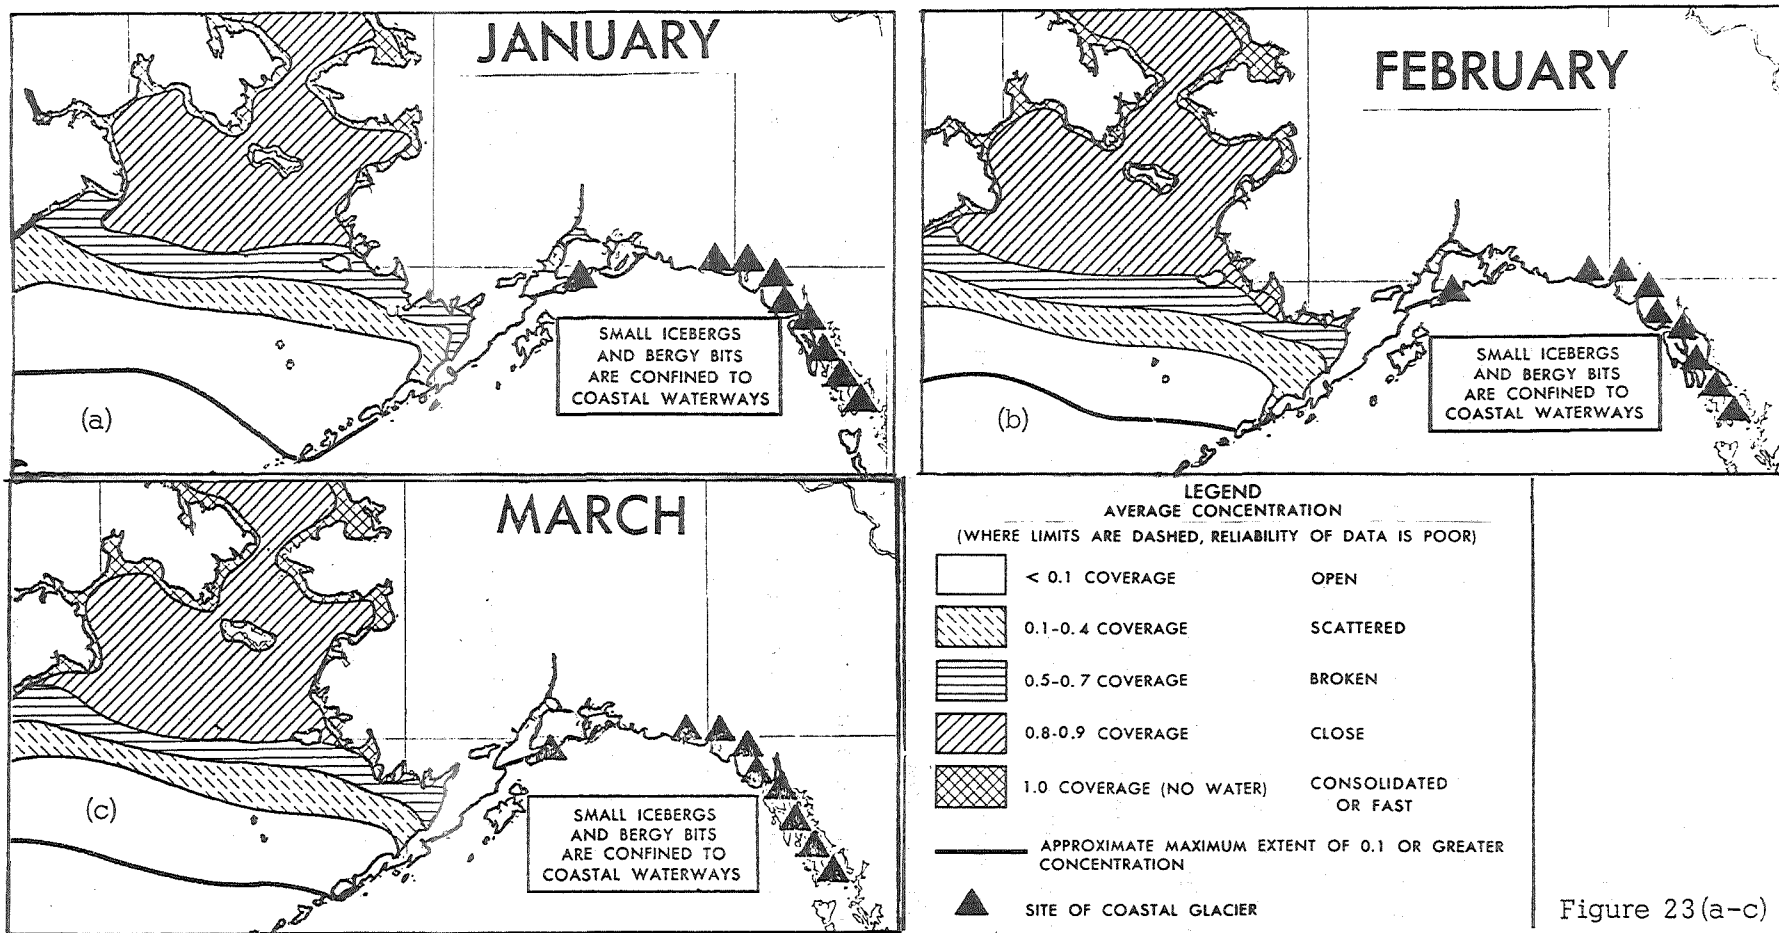 JANUARY
SMALL ICEBERGS
AND BERGY BITS
ARE CONFINED TO
COASTAL WATERWAYS
(a)
FEBRUARY
SMALL ICEBERGS
AND BERGY BITS
ARE CONFINED TO
COASTAL WATERWAYS
(b)
MARCH
SMALL ICEBERGS
AND BERGY BITS
ARE CONFINED TO
COASTAL WATERWAYS
(c)
LEGEND
AVERAGE CONCENTRATION
(WHERE LIMITS ARE DASHED, RELIABILITY OF DATA IS POOR)
< 0.1 COVERAGE OPEN
0.1-0.4 COVERAGE SCATTERED
0.5-0.7 COVERAGE BROKEN
0.8-0.9 COVERAGE CLOSE
1.0 COVERAGE (NO WATER) CONSOLIDATED
OR FAST
APPROXIMATE MAXIMUM EXTENT OF 0.1 OR GREATER
CONCENTRATION
SITE OF COASTAL GLACIER
Figure 23(a-c)